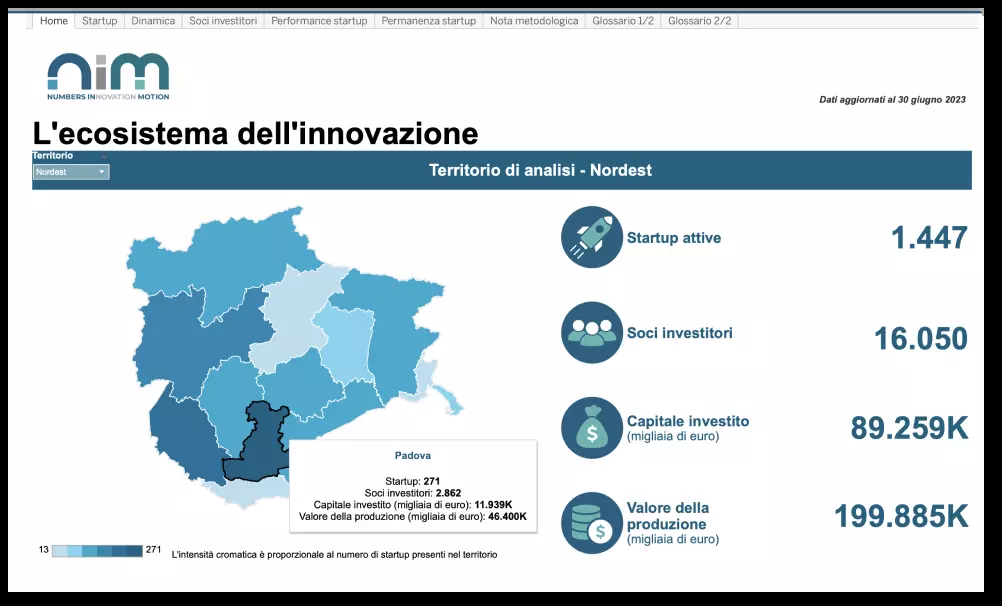 Home Startup Dinamica Soci investitori Performance startup Permanenza startup Nota metodologica Glossario 1/2 Glossario 2/2
nim
NUMBERS INNOVATION MOTION
Dati aggiornati al 30 giugno 2023
L'ecosistema dell'innovazione
Territorio
Nordest
Territorio di analisi - Nordest
Startup attive
1.447
Soci investitori
16.050
Capitale investito
(migliaia di euro)
89.259K
$
Valore della
produzione
(migliaia di euro)
199.885K
$
Padova
Startup: 271
Soci investitori: 2.862
Capitale investito (migliaia di euro): 11.939K
Valore della produzione (migliaia di euro): 46.400K
13 271 L'intensità cromatica è proporzionale al numero di startup presenti nel territorio